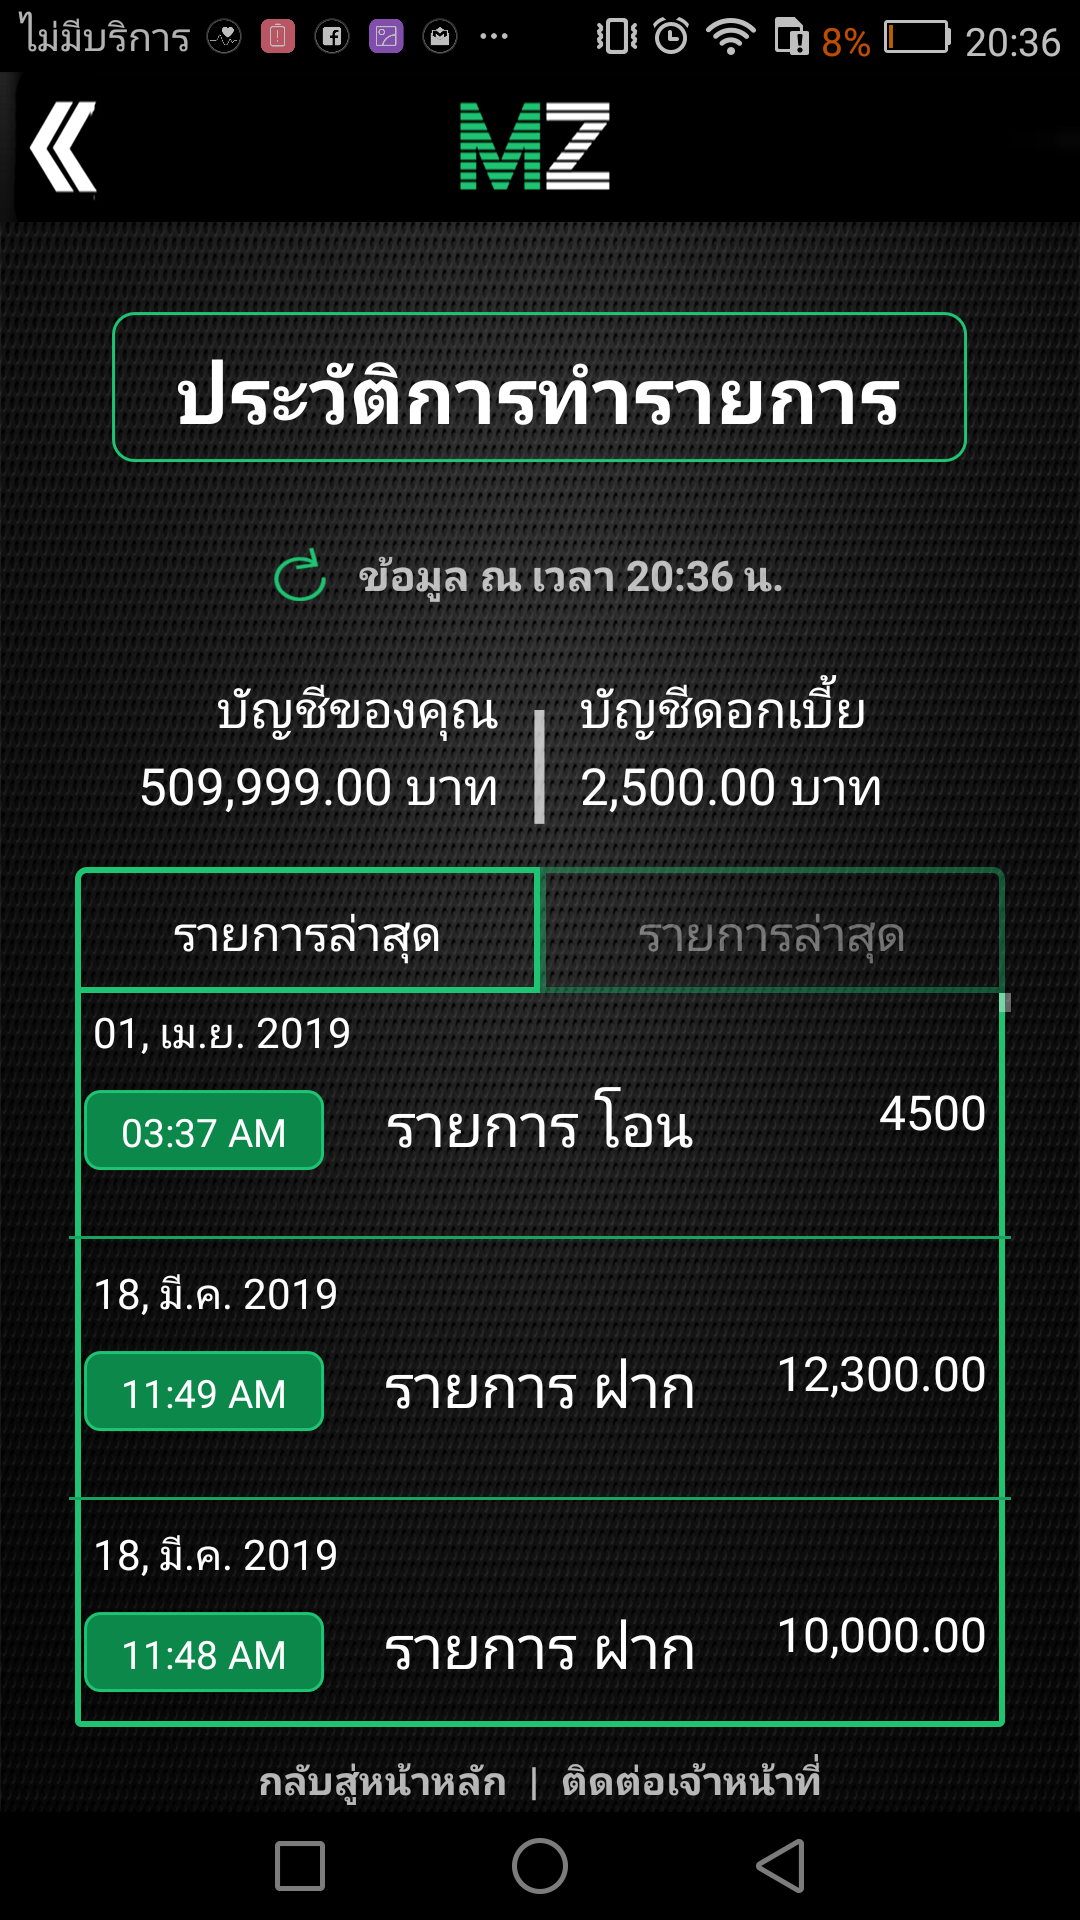 ไม่มีบริการ 8% 20:36
MZ
ประวัติการทำรายการ
ข้อมูล ณ เวลา 20:36 น.
บัญชีของคุณ | บัญชีดอกเบี้ย
509,999.00 บาท 2,500.00 บาท
รายการล่าสุด รายการล่าสุด
01, เม.ย. 2019
03:37 AM รายการ โอน 4500
18, มี.ค. 2019
11:49 AM รายการ ฝาก 12,300.00
18, มี.ค. 2019
11:48 AM รายการ ฝาก 10,000.00
กลับสู่หน้าหลัก | ติดต่อเจ้าหน้าที่